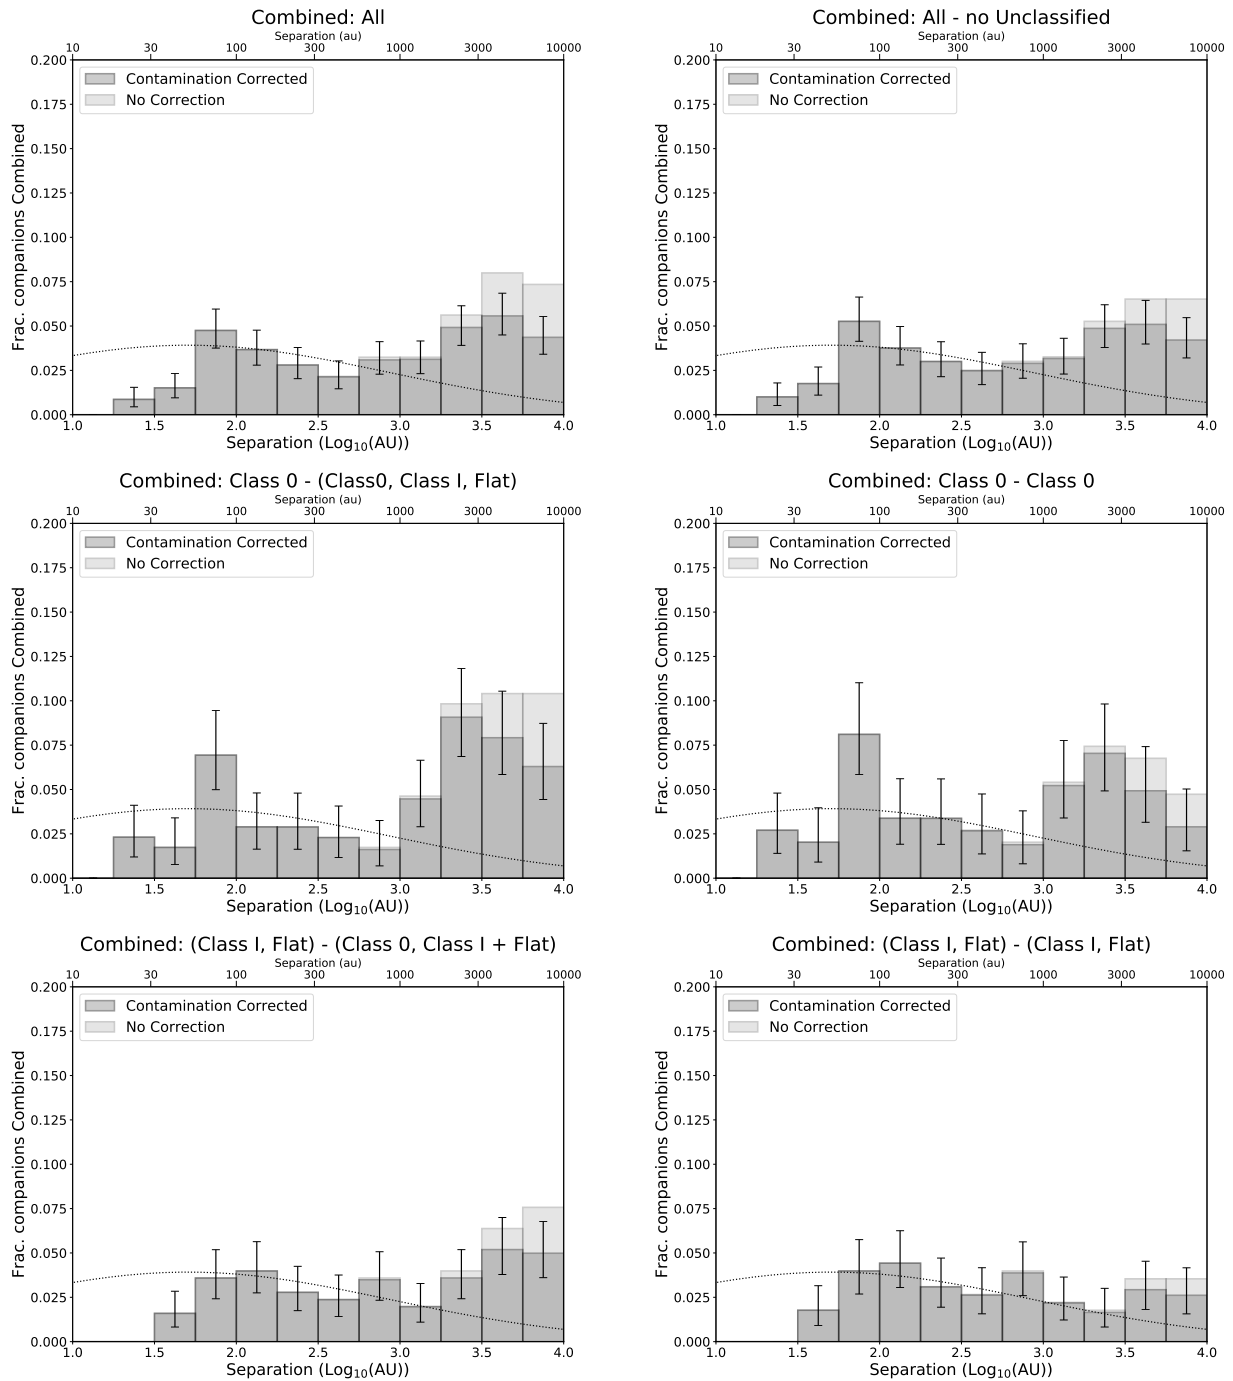 Combined: All
Separation (au)
10 30 100 300 1000 3000 10000
0.200
0.175
0.150
0.125
0.100
0.075
0.050
0.025
0.000
Frac. companions Combined
Contamination Corrected
No Correction
1.0 1.5 2.0 2.5 3.0 3.5 4.0
Separation (Log10(AU))
Combined: All - no Unclassified
Separation (au)
10 30 100 300 1000 3000 10000
0.200
0.175
0.150
0.125
0.100
0.075
0.050
0.025
0.000
Frac. companions Combined
Contamination Corrected
No Correction
1.0 1.5 2.0 2.5 3.0 3.5 4.0
Separation (Log10(AU))
Combined: Class 0 - (Class0, Class I, Flat)
Separation (au)
10 30 100 300 1000 3000 10000
0.200
0.175
0.150
0.125
0.100
0.075
0.050
0.025
0.000
Frac. companions Combined
Contamination Corrected
No Correction
1.0 1.5 2.0 2.5 3.0 3.5 4.0
Separation (Log10(AU))
Combined: Class 0 - Class 0
Separation (au)
10 30 100 300 1000 3000 10000
0.200
0.175
0.150
0.125
0.100
0.075
0.050
0.025
0.000
Frac. companions Combined
Contamination Corrected
No Correction
1.0 1.5 2.0 2.5 3.0 3.5 4.0
Separation (Log10(AU))
Combined: (Class I, Flat) - (Class 0, Class I + Flat)
Separation (au)
10 30 100 300 1000 3000 10000
0.200
0.175
0.150
0.125
0.100
0.075
0.050
0.025
0.000
Frac. companions Combined
Contamination Corrected
No Correction
1.0 1.5 2.0 2.5 3.0 3.5 4.0
Separation (Log10(AU))
Combined: (Class I, Flat) - (Class I, Flat)
Separation (au)
10 30 100 300 1000 3000 10000
0.200
0.175
0.150
0.125
0.100
0.075
0.050
0.025
0.000
Frac. companions Combined
Contamination Corrected
No Correction
1.0 1.5 2.0 2.5 3.0 3.5 4.0
Separation (Log10(AU))